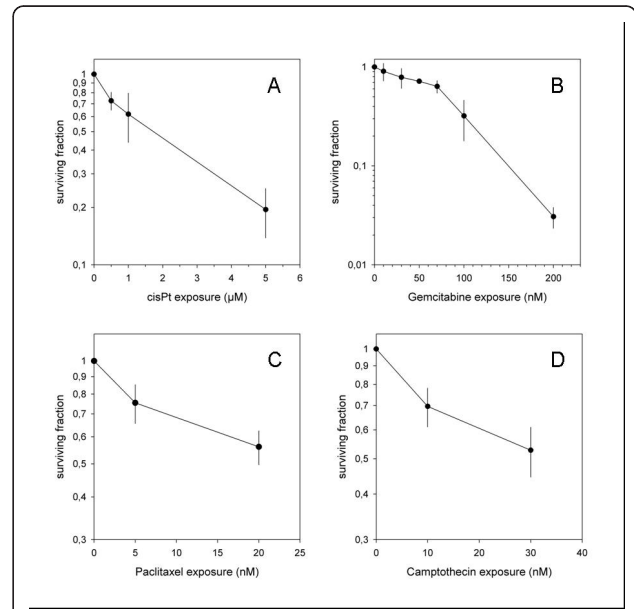 A
surviving fraction
1
0,9
0,8
0,7
0,6
0,5
0,4
0,3
0,2
0,1
0 1 2 3 4 5 6
cisPt exposure (µM)
B
surviving fraction
1
0,1
0,01
0 50 100 150 200
Gemcitabine exposure (nM)
C
surviving fraction
1
0,9
0,8
0,7
0,6
0,5
0,4
0,3
0 5 10 15 20 25
Paclitaxel exposure (nM)
D
surviving fraction
1
0,9
0,8
0,7
0,6
0,5
0,4
0,3
0 10 20 30 40
Camptothecin exposure (nM)